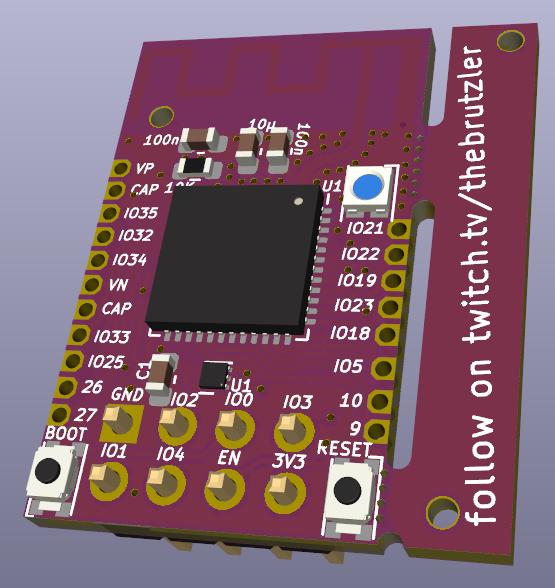 10µ
100n
100n
10K
VP
CAP
IO35
IO32
IO34
VN
CAP
IO33
IO25
26
27
U1
IO21
IO22
IO19
IO23
IO18
IO5
10
9
U1
GND
IO2
IO0
IO3
BOOT
IO1
IO4
EN
3V3
RESET
follow on twitch.tv/thebrutzler